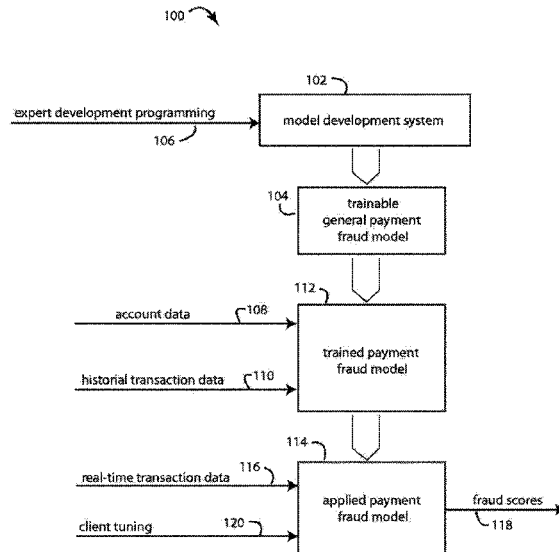 100
102
expert development programming
model development system
106
104
trainable
general payment
fraud model
112
account data
108
trained payment
fraud model
historial transaction data
110
114
real-time transaction data
116
applied payment
fraud model
fraud scores
118
client tuning
120